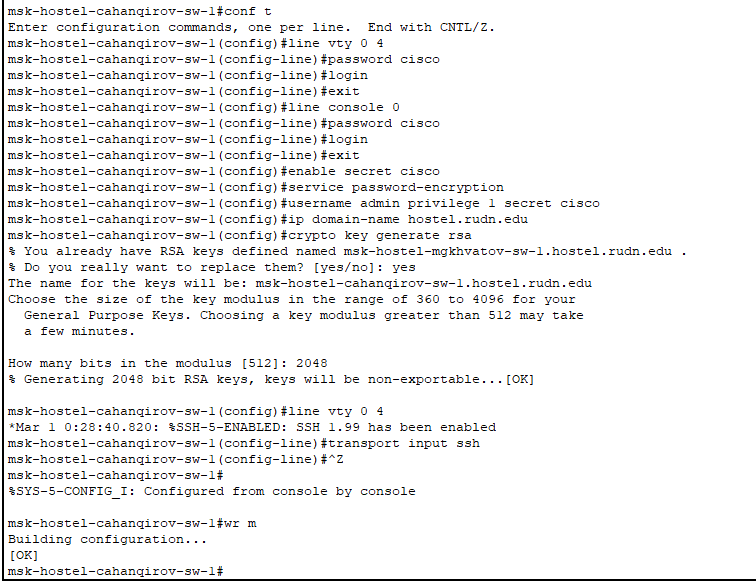 msk-hostel-cahanqirov-sw-1#conf t
Enter configuration commands, one per line.  End with CNTL/Z.
msk-hostel-cahanqirov-sw-1(config)#line vty 0 4
msk-hostel-cahanqirov-sw-1(config-line)#password cisco
msk-hostel-cahanqirov-sw-1(config-line)#login
msk-hostel-cahanqirov-sw-1(config-line)#exit
msk-hostel-cahanqirov-sw-1(config)#line console 0
msk-hostel-cahanqirov-sw-1(config-line)#password cisco
msk-hostel-cahanqirov-sw-1(config-line)#login
msk-hostel-cahanqirov-sw-1(config-line)#exit
msk-hostel-cahanqirov-sw-1(config)#enable secret cisco
msk-hostel-cahanqirov-sw-1(config)#service password-encryption
msk-hostel-cahanqirov-sw-1(config)#username admin privilege 1 secret cisco
msk-hostel-cahanqirov-sw-1(config)#ip domain-name hostel.rudn.edu
msk-hostel-cahanqirov-sw-1(config)#crypto key generate rsa
% You already have RSA keys defined named msk-hostel-mgkhvatov-sw-1.hostel.rudn.edu .
% Do you really want to replace them? [yes/no]: yes
The name for the keys will be: msk-hostel-cahanqirov-sw-1.hostel.rudn.edu
Choose the size of the key modulus in the range of 360 to 4096 for your
  General Purpose Keys. Choosing a key modulus greater than 512 may take
  a few minutes.

How many bits in the modulus [512]: 2048
% Generating 2048 bit RSA keys, keys will be non-exportable...[OK]

msk-hostel-cahanqirov-sw-1(config)#line vty 0 4
*Mar 1 0:28:40.820: %SSH-5-ENABLED: SSH 1.99 has been enabled
msk-hostel-cahanqirov-sw-1(config-line)#transport input ssh
msk-hostel-cahanqirov-sw-1(config-line)#^Z
msk-hostel-cahanqirov-sw-1#
%SYS-5-CONFIG_I: Configured from console by console

msk-hostel-cahanqirov-sw-1#wr m
Building configuration...
[OK]
msk-hostel-cahanqirov-sw-1#